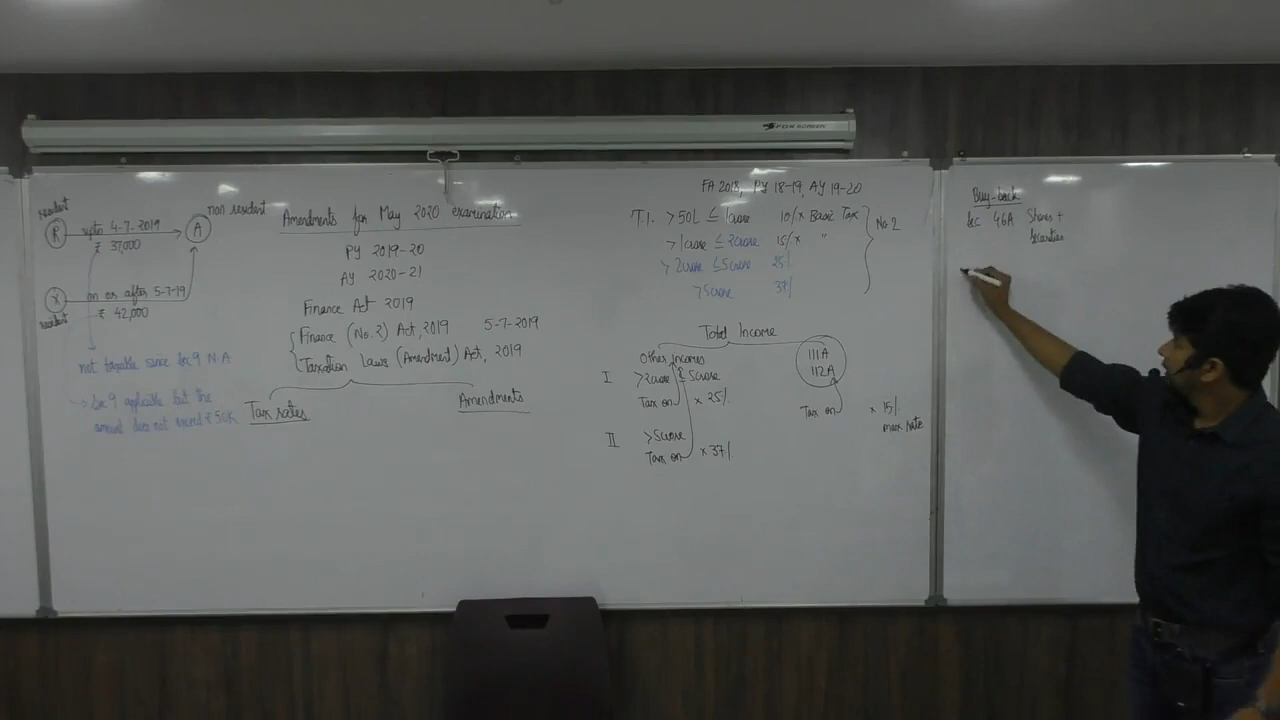 FOX SCREEN
resident
R
upto 4-7-2019
₹ 37,000
A
non resident
X
resident
on or after 5-7-19
₹ 42,000
not taxable since Sec 9 N.A
→ Sec 9 applicable but the
amount does not exceed ₹ 50K
Amendments for May 2020 examination
PY 2019-20
AY 2020-21
Finance Act 2019
Finance (No.2) Act, 2019 5-7-2019
Taxation Laws (Amendment) Act, 2019
Tax rates
Amendments
FA 2018, PY 18-19, AY 19-20
T.I. >50L ≤ 1crore 10% x Basic Tax
>1crore ≤ 2crore 15% x "
>2crore ≤5crore 25%
>5crore 37%
No.2
Total Income
Other incomes
111A
112A
I >2crore ≤ 5crore
Tax on x 25%
Tax on x 15%
max rate
II >5crore
Tax on x 37%
Buy-back
Sec 46A Shares +
Securities